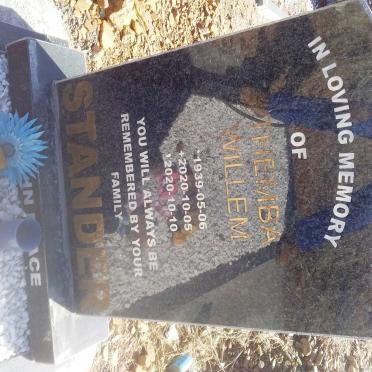 IN LOVING MEMORY
OF
THEMBA
WILLEM
*1939-05-06
+2020-10-05
±2020-10-10
YOU WILL ALWAYS BE
REMEMBERED BY YOUR
FAMILY
STANDER